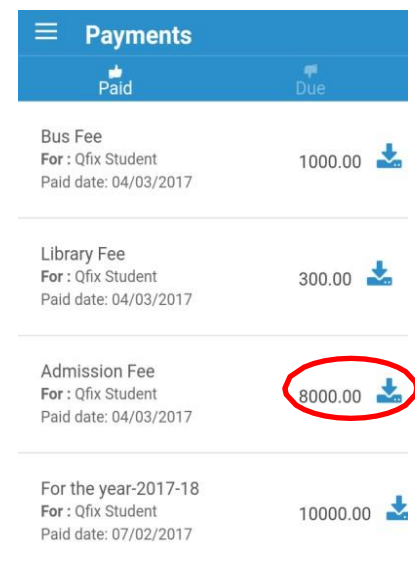 Payments
Paid
Due
Bus Fee
For : Qfix Student
1000.00
Paid date: 04/03/2017
Library Fee
For : Qfix Student
300.00
Paid date: 04/03/2017
Admission Fee
For : Qfix Student
8000.00
Paid date: 04/03/2017
For the year-2017-18
For : Qfix Student
10000.00
Paid date: 07/02/2017